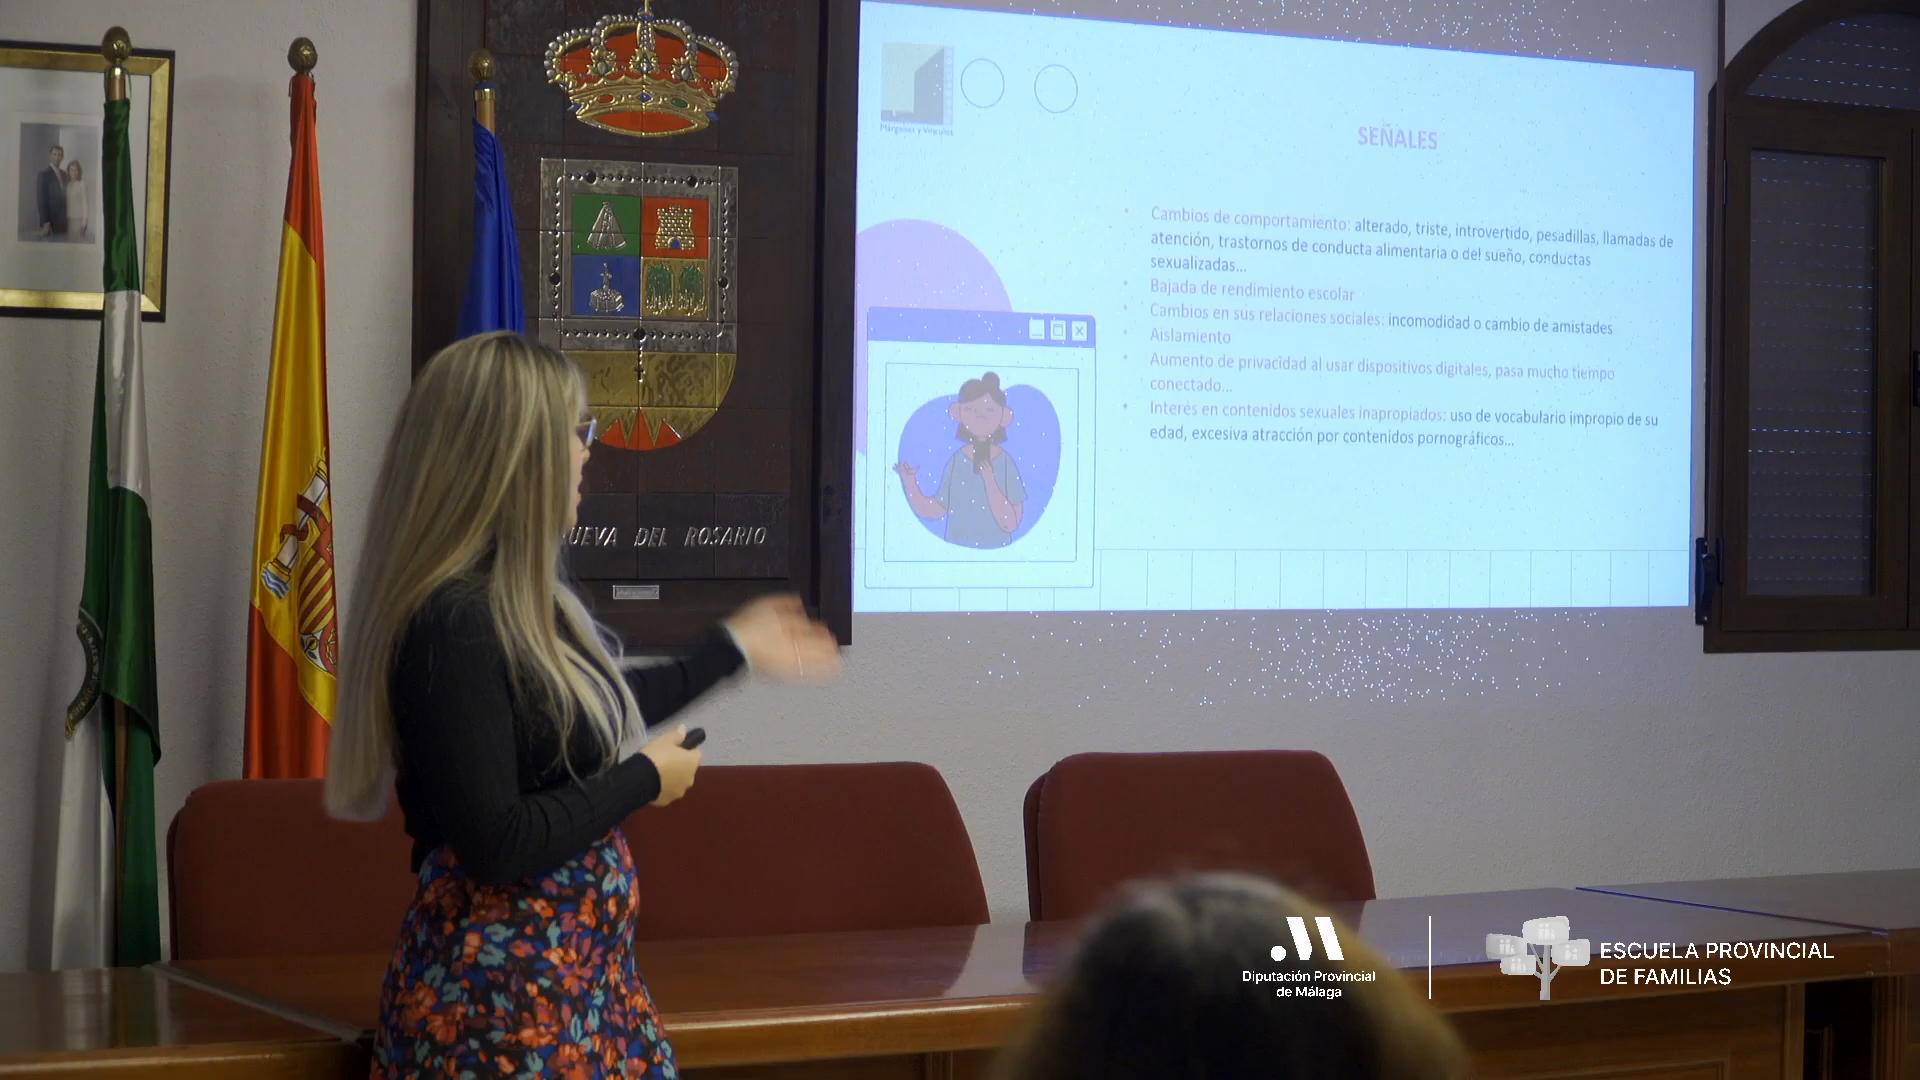 Márgenes y Vínculos
SEÑALES
• Cambios de comportamiento: alterado, triste, introvertido, pesadillas, llamadas de
atención, trastornos de conducta alimentaria o del sueño, conductas
sexualizadas...
• Bajada de rendimiento escolar
• Cambios en sus relaciones sociales: incomodidad o cambio de amistades
• Aislamiento
• Aumento de privacidad al usar dispositivos digitales, pasa mucho tiempo
conectado...
• Interés en contenidos sexuales inapropiados: uso de vocabulario impropio de su
edad, excesiva atracción por contenidos pornográficos...
UEVA DEL ROSARIO
Diputación Provincial
de Málaga
ESCUELA PROVINCIAL
DE FAMILIAS